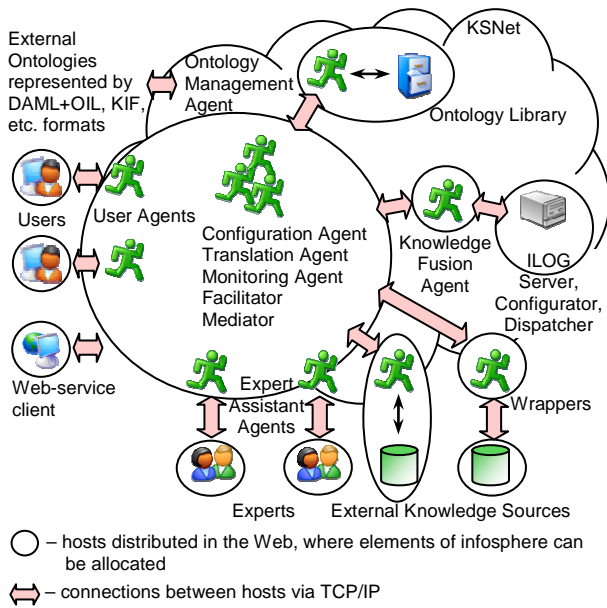 KSNet
External
Ontologies
represented by
DAML+OIL, KIF,
etc. formats
Ontology
Management
Agent
Ontology Library
Users
User Agents
Configuration Agent
Translation Agent
Monitoring Agent
Facilitator
Mediator
Knowledge
Fusion
Agent
ILOG
Server,
Configurator,
Dispatcher
Web-service
client
Expert
Assistant
Agents
Wrappers
Experts
External Knowledge Sources
– hosts distributed in the Web, where elements of infosphere can
be allocated
– connections between hosts via TCP/IP